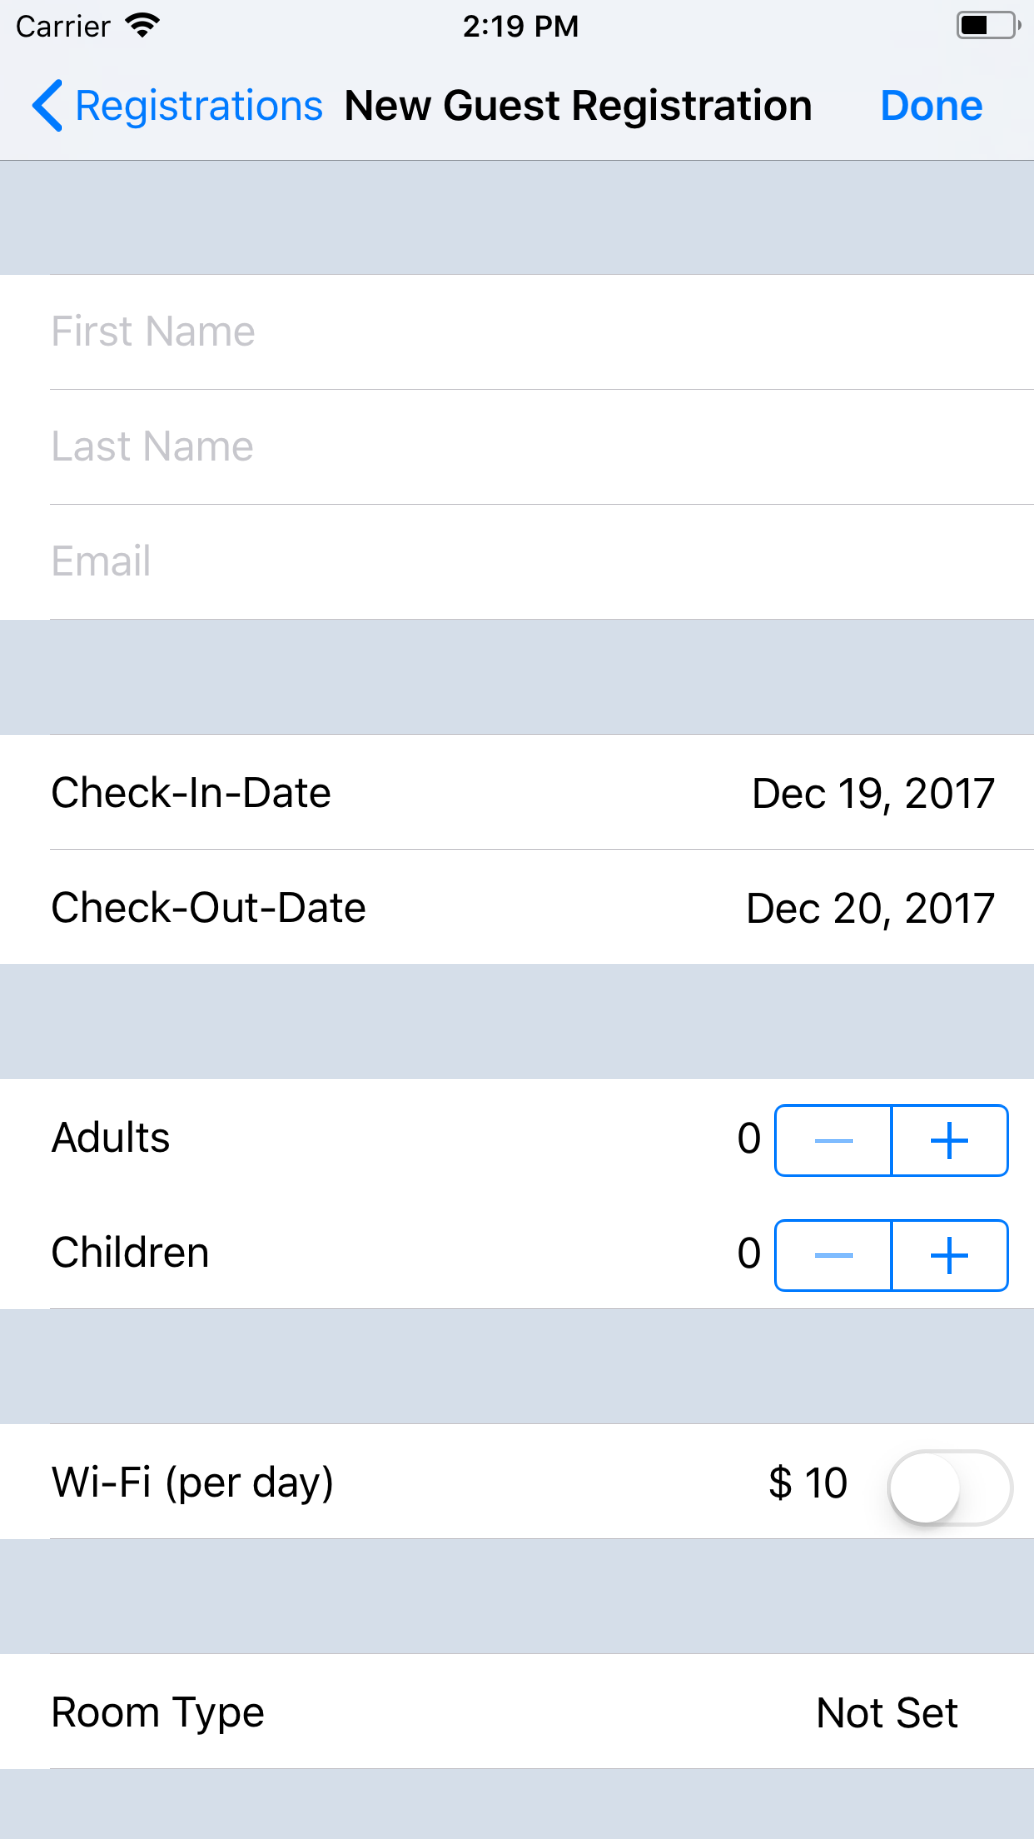 Carrier 2:19 PM
Registrations New Guest Registration Done
First Name
Last Name
Email
Check-In-Date Dec 19, 2017
Check-Out-Date Dec 20, 2017
Adults 0 — +
Children 0 — +
Wi-Fi (per day) $ 10
Room Type Not Set